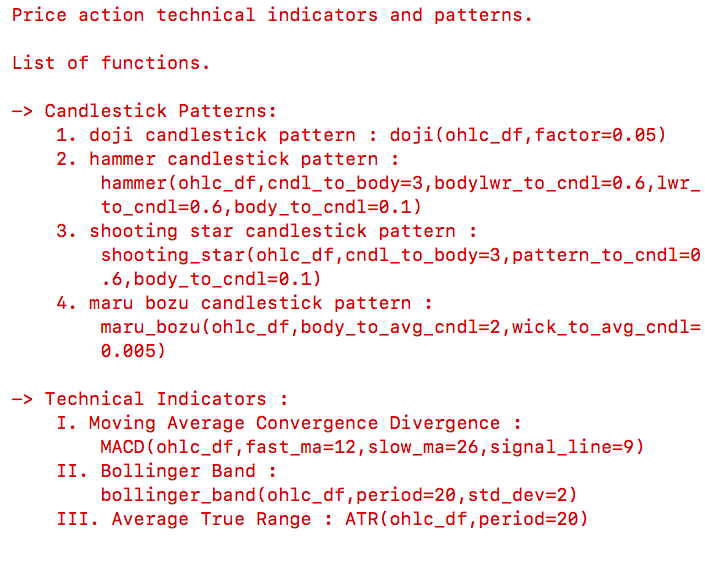 Price action technical indicators and patterns.
List of functions.
—> Candlestick Patterns:
1. doji candlestick pattern : doji(ohlc_df,factor=0.05)
2. hammer candlestick pattern :
hammer(ohlc_df,cndl_to_body=3,bodylwr_to_cndl=0.6,lwr_
to_cndl=0.6,body_to_cndl=0.1)
3. shooting star candlestick pattern :
shooting_star(ohlc_df,cndl_to_body=3,pattern_to_cndl=0
.6,body_to_cndl=0.1)
4. maru bozu candlestick pattern :
maru_bozu(ohlc_df,body_to_avg_cndl=2,wick_to_avg_cndl=
0.005)
—> Technical Indicators :
I. Moving Average Convergence Divergence :
MACD(ohlc_df,fast_ma=12,slow_ma=26,signal_line=9)
II. Bollinger Band :
bollinger_band(ohlc_df,period=20,std_dev=2)
III. Average True Range : ATR(ohlc_df,period=20)